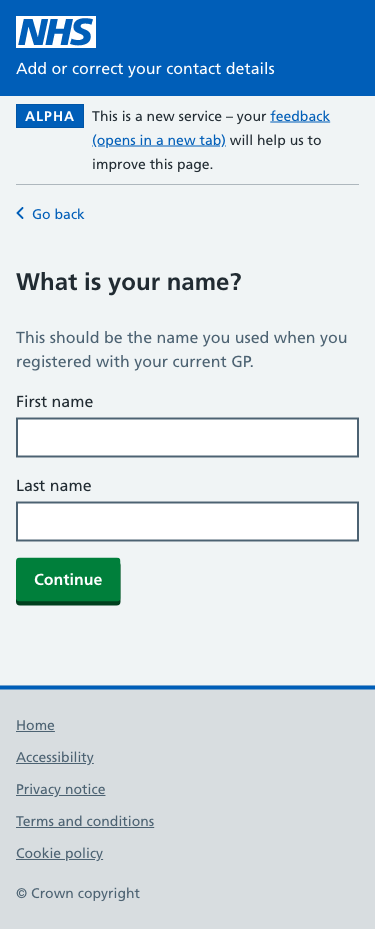 NHS
Add or correct your contact details
ALPHA This is a new service – your feedback
(opens in a new tab) will help us to
improve this page.
Go back
What is your name?
This should be the name you used when you
registered with your current GP.
First name
Last name
Continue
Home
Accessibility
Privacy notice
Terms and conditions
Cookie policy
© Crown copyright